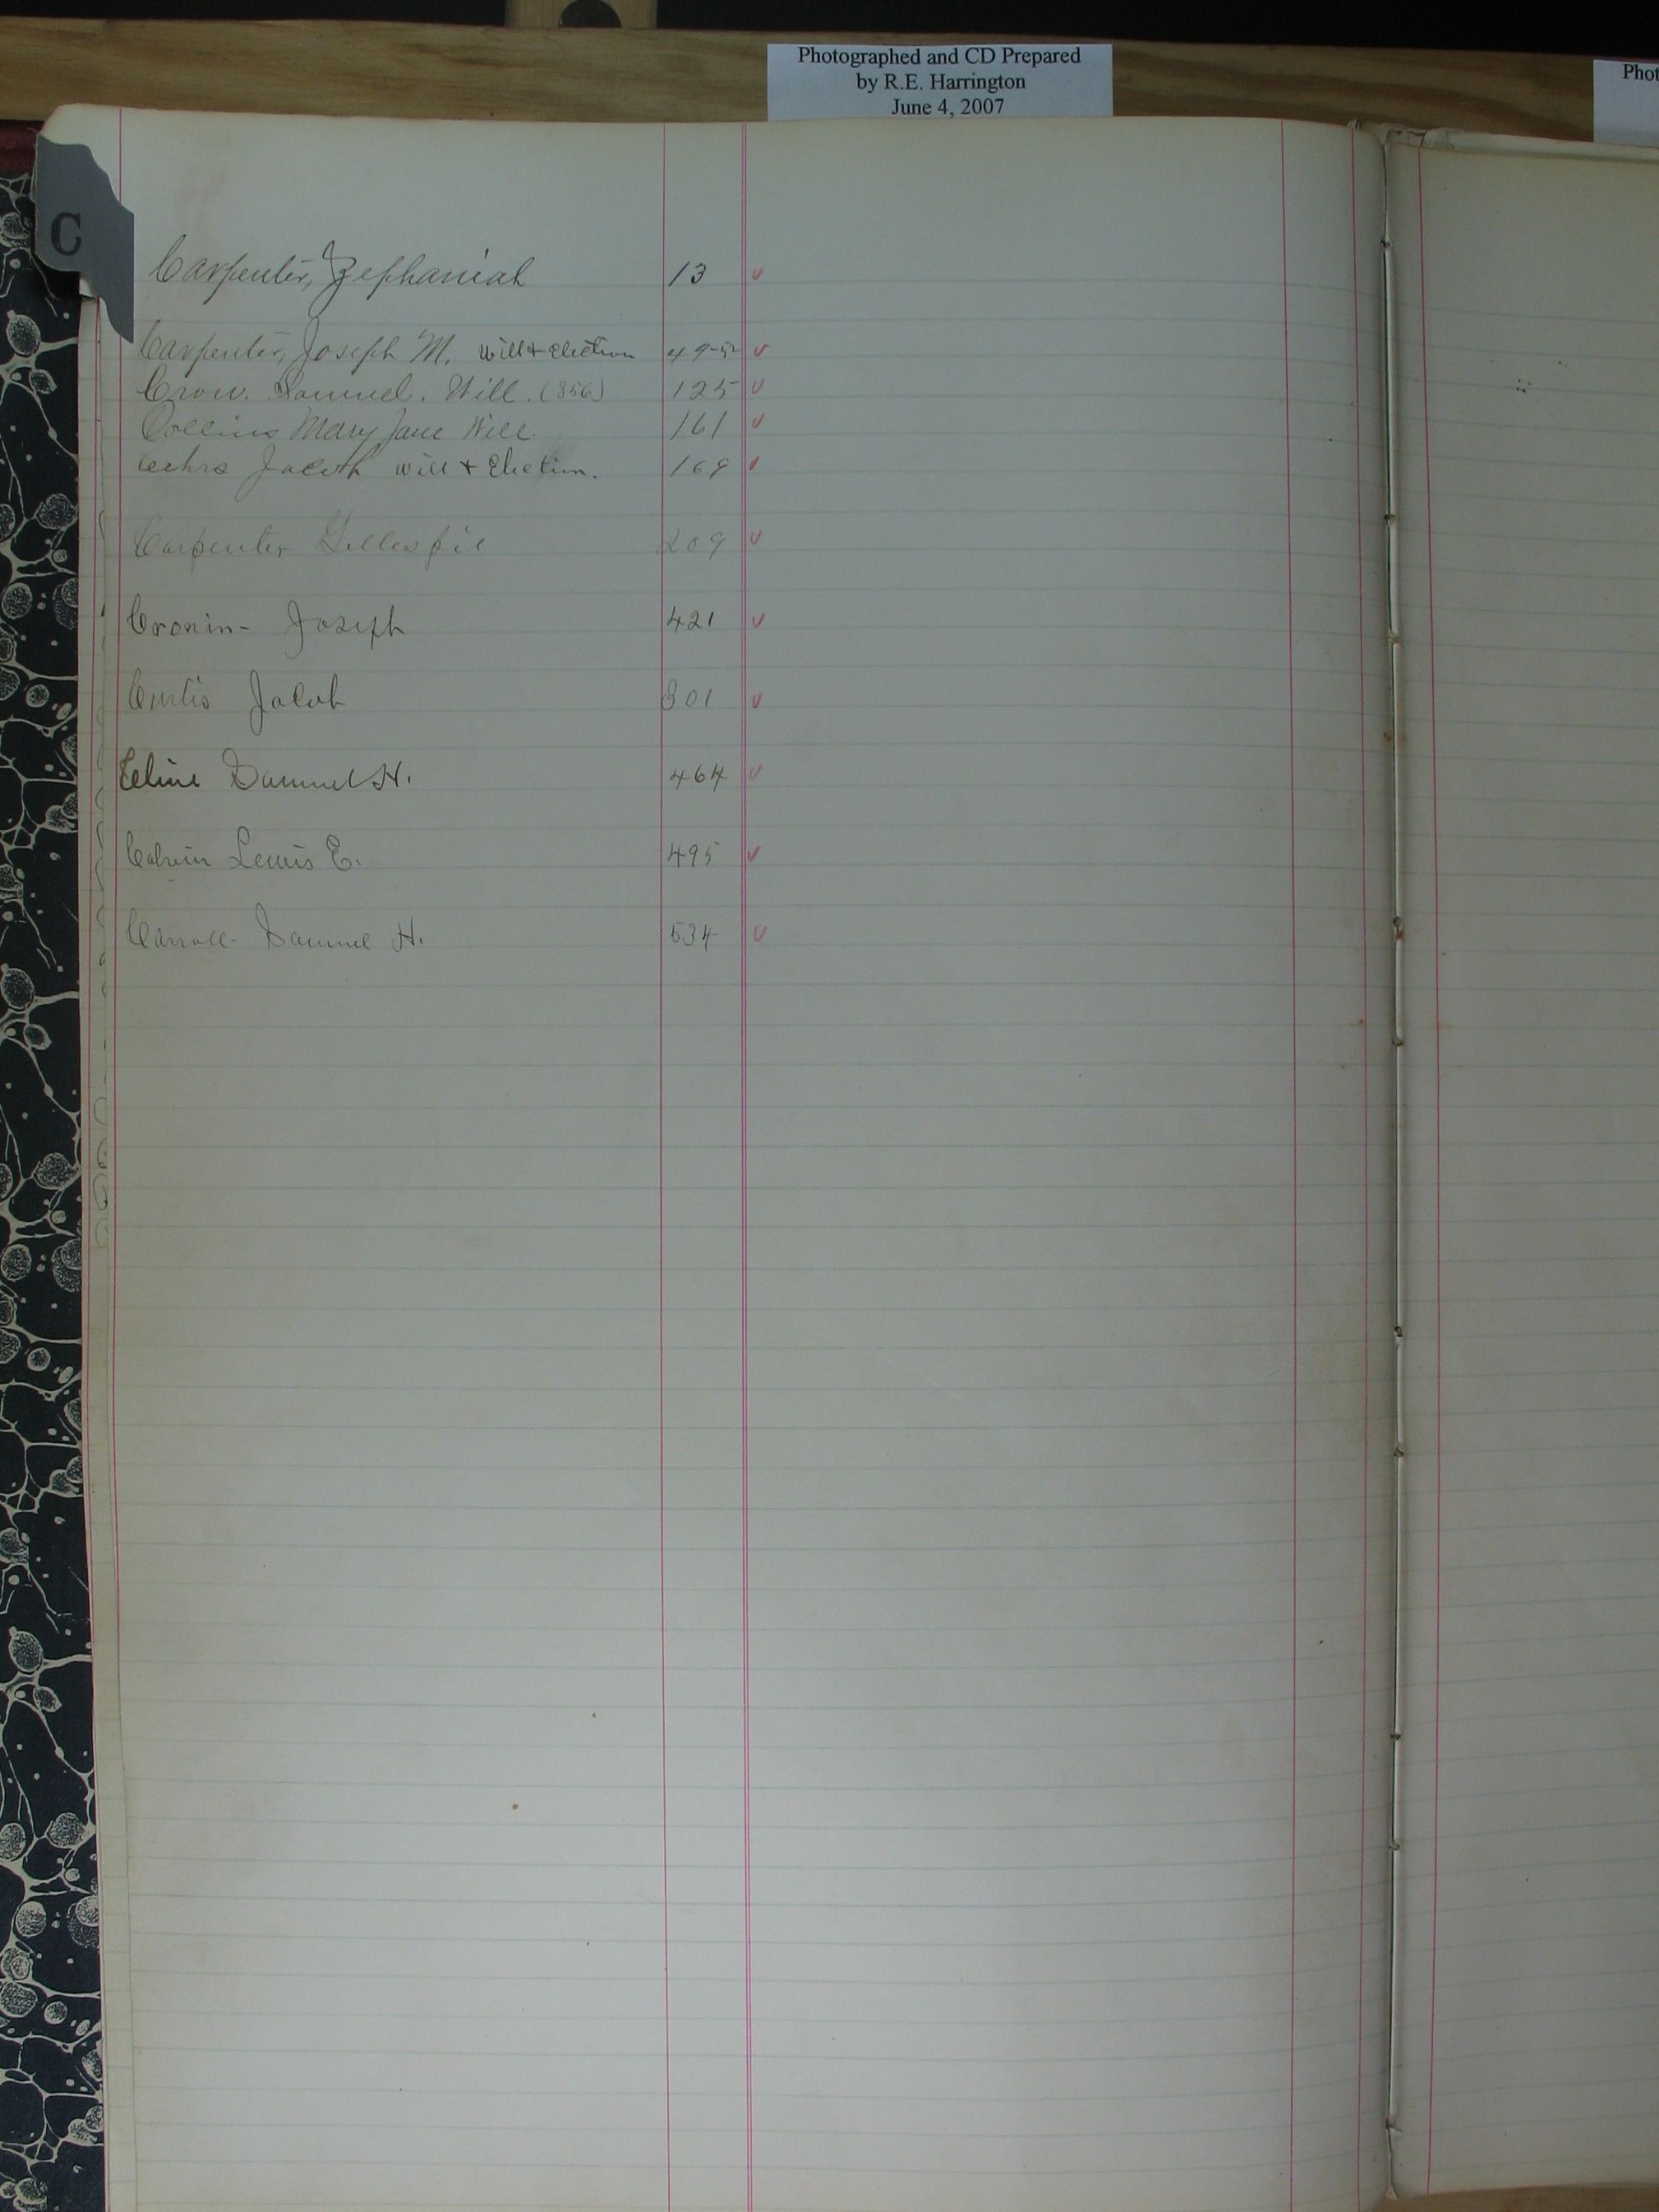 Photographed and CD Prepared
by R.E. Harrington
June 4, 2007
Phot
C
Carpenter, Zephaniah 13 ✓
Carpenter, Joseph M. Will & Election 49-52 ✓
Crow. Samuel. Will. (356) 125 ✓
Collins Mary Jane Will. 161 ✓
Jacob Will & Election. 169 ✓
Carpenter Gillespie 209 ✓
Cronin- Joseph 421 ✓
Curtis Jacob 301 ✓
Cline Samuel H. 464 ✓
Colvin Lewis E. 495 ✓
Carroll- Samuel H. 534 ✓